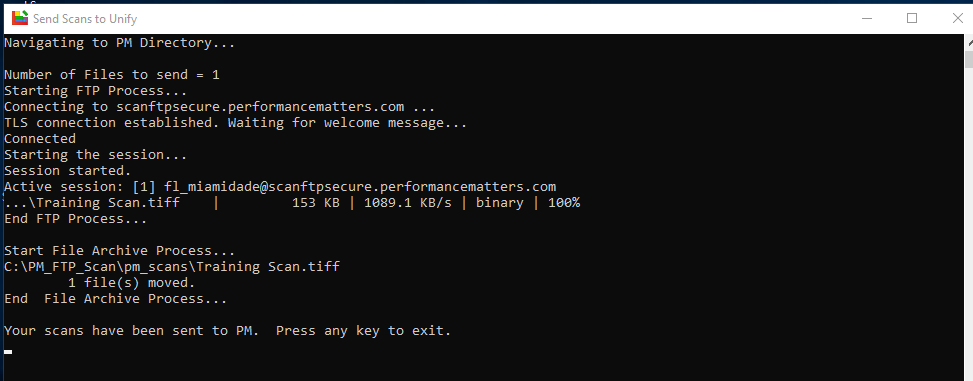 Send Scans to Unify
Navigating to PM Directory...
Number of Files to send = 1
Starting FTP Process...
Connecting to scanftpsecure.performancematters.com ...
TLS connection established. Waiting for welcome message...
Connected
Starting the session...
Session started.
Active session: [1] fl_miamidade@scanftpsecure.performancematters.com
...\Training Scan.tiff    |         153 KB | 1089.1 KB/s | binary | 100%
End FTP Process...
Start File Archive Process...
C:\PM_FTP_Scan\pm_scans\Training Scan.tiff
        1 file(s) moved.
End  File Archive Process...
Your scans have been sent to PM.  Press any key to exit.